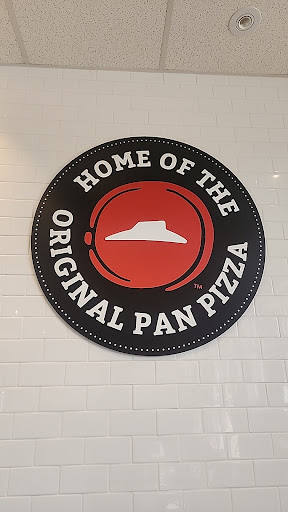 HOME OF THE
ORIGINAL PAN PIZZA
TM